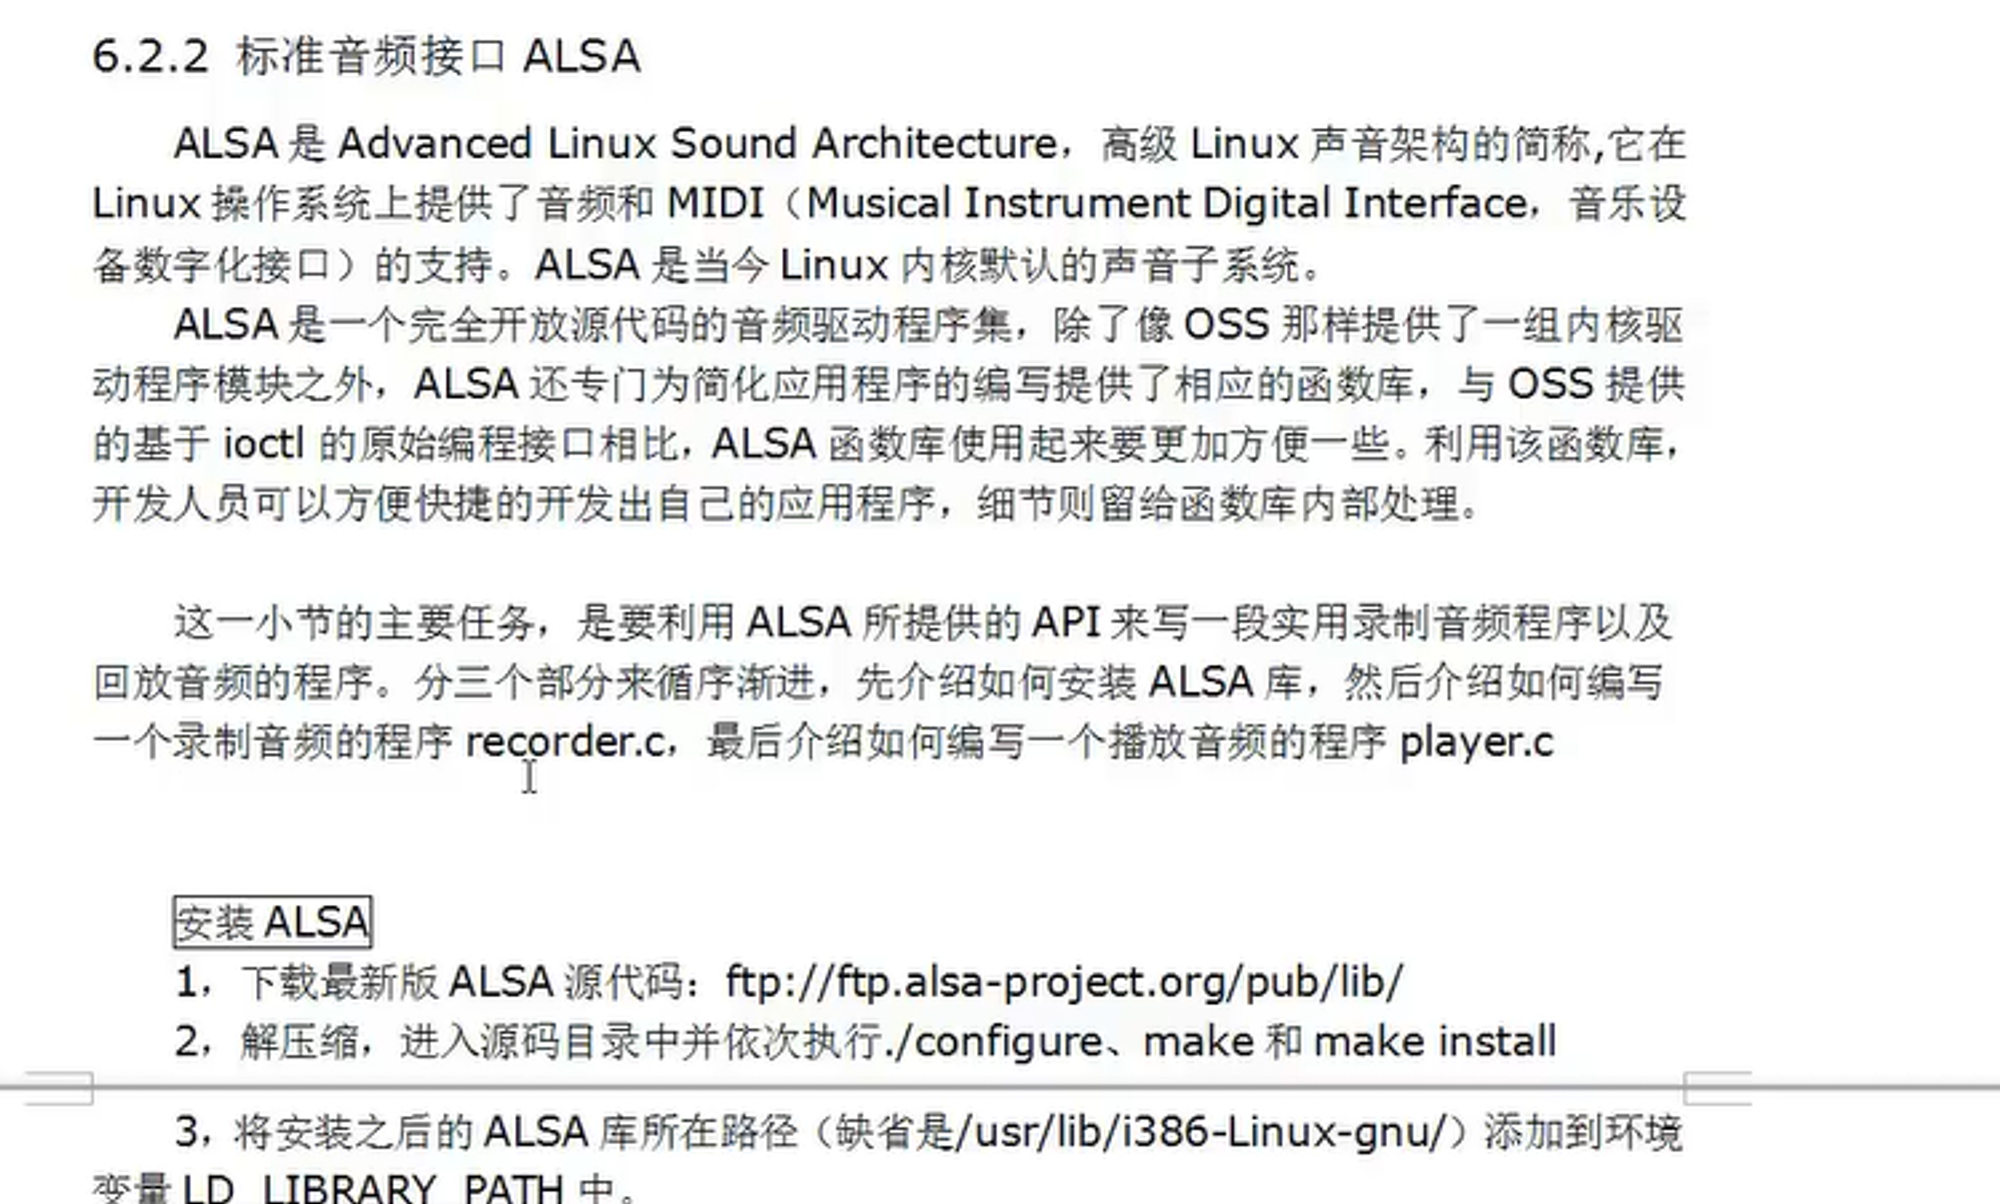 6.2.2 标准音频接口 ALSA
ALSA 是 Advanced Linux Sound Architecture，高级 Linux 声音架构的简称,它在
Linux 操作系统上提供了音频和 MIDI（Musical Instrument Digital Interface，音乐设
备数字化接口）的支持。ALSA 是当今 Linux 内核默认的声音子系统。
ALSA 是一个完全开放源代码的音频驱动程序集，除了像 OSS 那样提供了一组内核驱
动程序模块之外，ALSA 还专门为简化应用程序的编写提供了相应的函数库，与 OSS 提供
的基于 ioctl 的原始编程接口相比，ALSA 函数库使用起来要更加方便一些。利用该函数库，
开发人员可以方便快捷的开发出自己的应用程序，细节则留给函数库内部处理。
这一小节的主要任务，是要利用 ALSA 所提供的 API 来写一段实用录制音频程序以及
回放音频的程序。分三个部分来循序渐进，先介绍如何安装 ALSA 库，然后介绍如何编写
一个录制音频的程序 recorder.c，最后介绍如何编写一个播放音频的程序 player.c
安装 ALSA
1，下载最新版 ALSA 源代码：ftp://ftp.alsa-project.org/pub/lib/
2，解压缩，进入源码目录中并依次执行./configure、make 和 make install
3，将安装之后的 ALSA 库所在路径（缺省是/usr/lib/i386-Linux-gnu/）添加到环境
变量 LD_LIBRARY_PATH 中。